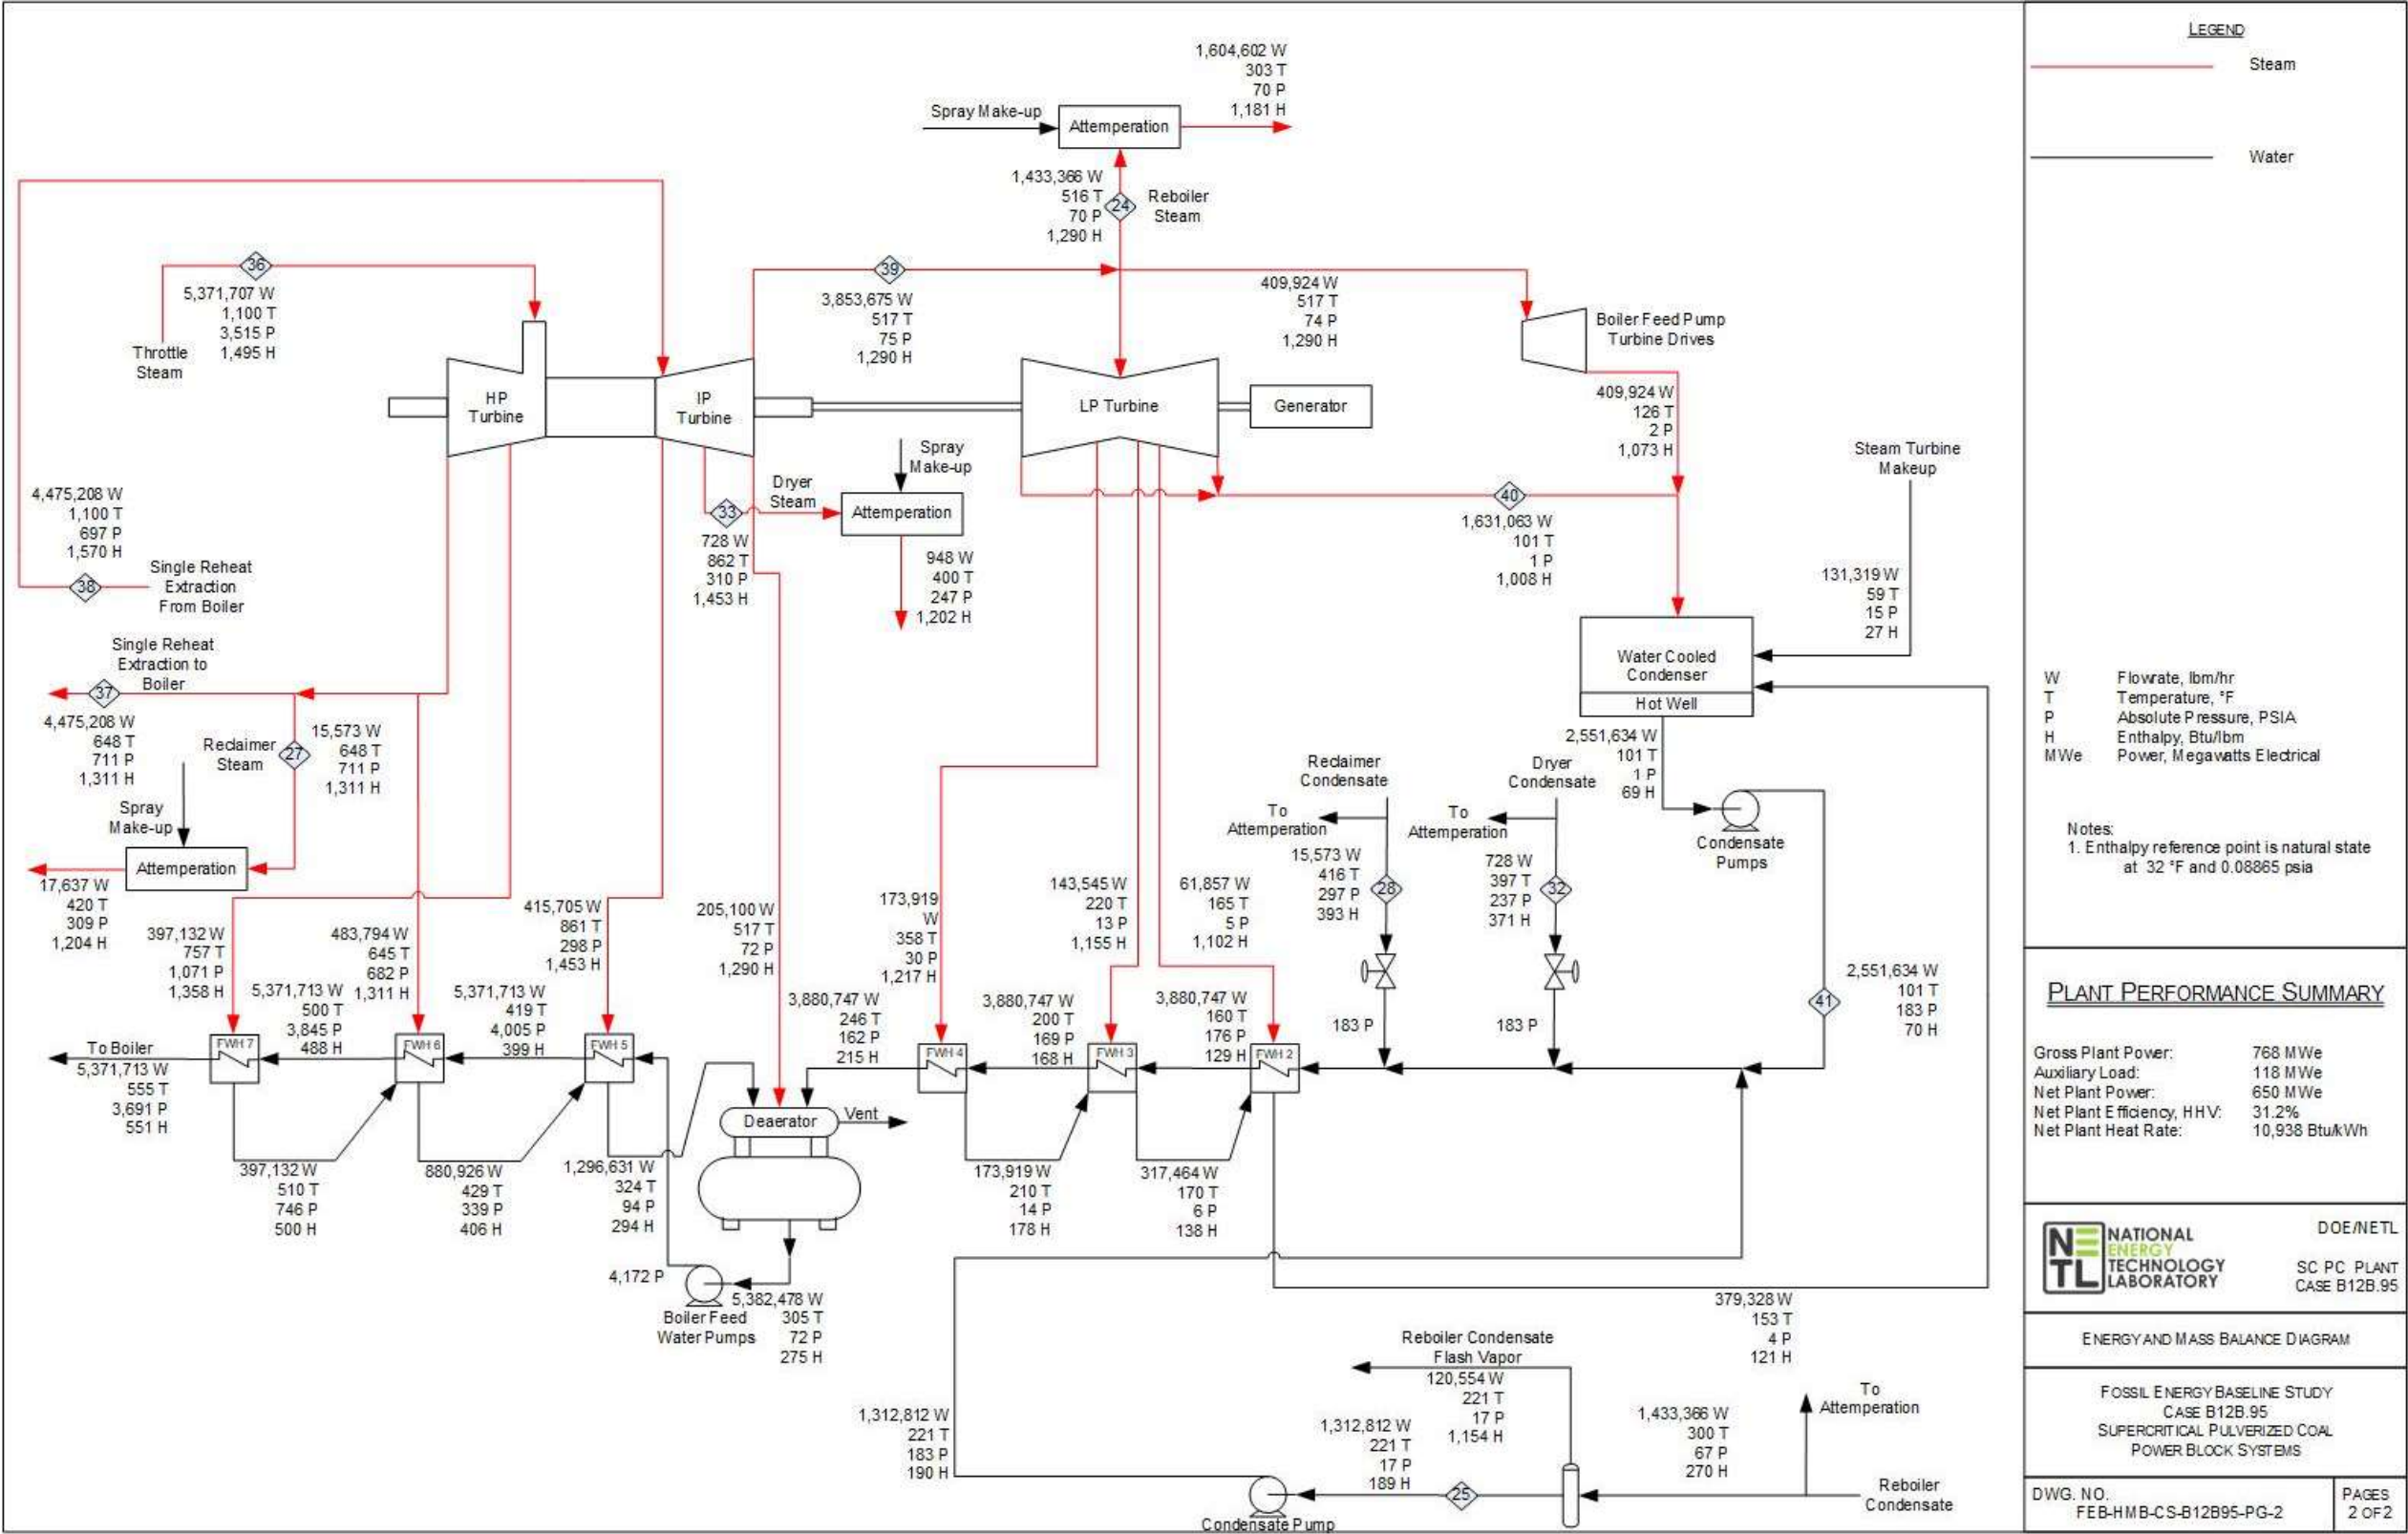 1,604,602 W
303 T
70 P
1,181 H
Spray Make-up
Attemperation
1,433,366 W
516 T
70 P
1,290 H
24
Reboiler
Steam
36
5,371,707 W
1,100 T
3,515 P
1,495 H
Throttle
Steam
39
3,853,675 W
517 T
75 P
1,290 H
409,924 W
517 T
74 P
1,290 H
Boiler Feed Pump
Turbine Drives
HP
Turbine
IP
Turbine
LP Turbine
Generator
409,924 W
126 T
2 P
1,073 H
Steam Turbine
Makeup
4,475,208 W
1,100 T
697 P
1,570 H
38
Single Reheat
Extraction
From Boiler
Spray
Make-up
Dryer
Steam
33
Attemperation
728 W
862 T
310 P
1,453 H
948 W
400 T
247 P
1,202 H
40
1,631,063 W
101 T
1 P
1,008 H
131,319 W
59 T
15 P
27 H
Single Reheat
Extraction to
Boiler
37
4,475,208 W
648 T
711 P
1,311 H
Reclaimer
Steam
27
15,573 W
648 T
711 P
1,311 H
Spray
Make-up
Attemperation
17,637 W
420 T
309 P
1,204 H
Water Cooled
Condenser
Hot Well
2,551,634 W
101 T
1 P
69 H
Condensate
Pumps
Reclaimer
Condensate
To
Attemperation
15,573 W
416 T
297 P
393 H
28
183 P
Dryer
Condensate
To
Attemperation
728 W
397 T
237 P
371 H
32
183 P
41
2,551,634 W
101 T
183 P
70 H
397,132 W
757 T
1,071 P
1,358 H
483,794 W
645 T
682 P
1,311 H
415,705 W
861 T
298 P
1,453 H
205,100 W
517 T
72 P
1,290 H
173,919
W
358 T
30 P
1,217 H
143,545 W
220 T
13 P
1,155 H
61,857 W
165 T
5 P
1,102 H
To Boiler
5,371,713 W
555 T
3,691 P
551 H
FWH 7
5,371,713 W
500 T
3,845 P
488 H
FWH 6
5,371,713 W
419 T
4,005 P
399 H
FWH 5
3,880,747 W
246 T
162 P
215 H
FWH 4
3,880,747 W
200 T
169 P
168 H
FWH 3
3,880,747 W
160 T
176 P
129 H
FWH 2
Deaerator
Vent
397,132 W
510 T
746 P
500 H
880,926 W
429 T
339 P
406 H
1,296,631 W
324 T
94 P
294 H
173,919 W
210 T
14 P
178 H
317,464 W
170 T
6 P
138 H
4,172 P
Boiler Feed
Water Pumps
5,382,478 W
305 T
72 P
275 H
379,328 W
153 T
4 P
121 H
Reboiler Condensate
Flash Vapor
120,554 W
221 T
17 P
1,154 H
1,312,812 W
221 T
183 P
190 H
1,312,812 W
221 T
17 P
189 H
25
Condensate Pump
1,433,366 W
300 T
67 P
270 H
To
Attemperation
Reboiler
Condensate
LEGEND
Steam
Water
W Flowrate, lbm/hr
T Temperature, °F
P Absolute Pressure, PSIA
H Enthalpy, Btu/lbm
MWe Power, Megawatts Electrical
Notes:
1. Enthalpy reference point is natural state
at 32 °F and 0.08865 psia
PLANT PERFORMANCE SUMMARY
Gross Plant Power: 768 MWe
Auxiliary Load: 118 MWe
Net Plant Power: 650 MWe
Net Plant Efficiency, HHV: 31.2%
Net Plant Heat Rate: 10,938 Btu/kWh
NETL
NATIONAL
ENERGY
TECHNOLOGY
LABORATORY
DOE/NETL
SC PC PLANT
CASE B12B.95
ENERGY AND MASS BALANCE DIAGRAM
FOSSIL ENERGY BASELINE STUDY
CASE B12B.95
SUPERCRITICAL PULVERIZED COAL
POWER BLOCK SYSTEMS
DWG. NO.
FEB-HMB-CS-B12B95-PG-2
PAGES
2 OF 2